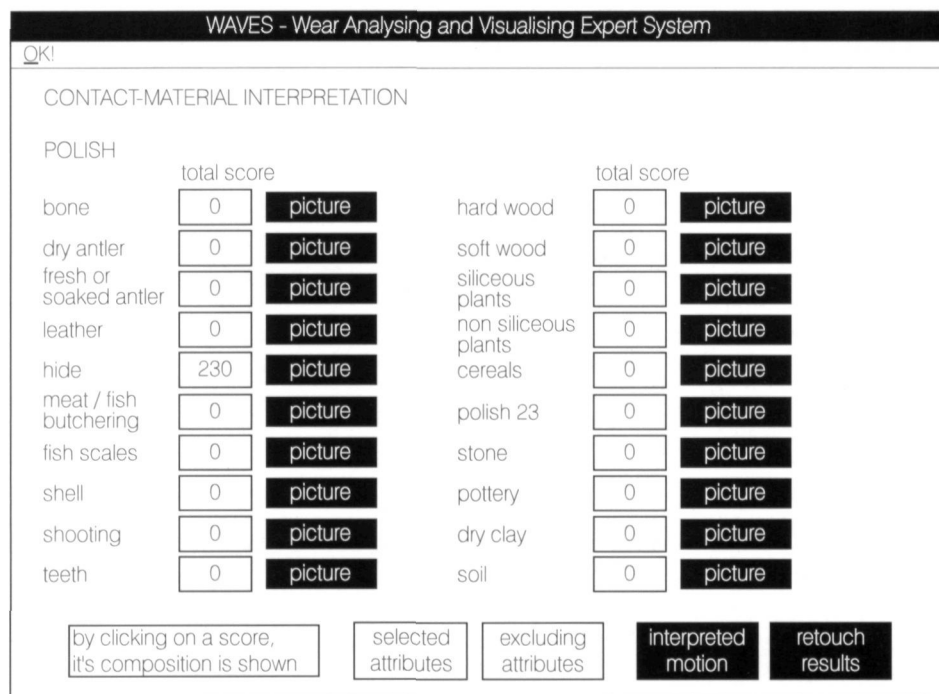 WAVES - Wear Analysing and Visualising Expert System
OK!
CONTACT-MATERIAL INTERPRETATION
POLISH
total score
bone 0 picture
dry antler 0 picture
fresh or
soaked antler 0 picture
leather 0 picture
hide 230 picture
meat / fish
butchering 0 picture
fish scales 0 picture
shell 0 picture
shooting 0 picture
teeth 0 picture
total score
hard wood 0 picture
soft wood 0 picture
siliceous
plants 0 picture
non siliceous
plants 0 picture
cereals 0 picture
polish 23 0 picture
stone 0 picture
pottery 0 picture
dry clay 0 picture
soil 0 picture
by clicking on a score,
it's composition is shown
selected
attributes
excluding
attributes
interpreted
motion
retouch
results